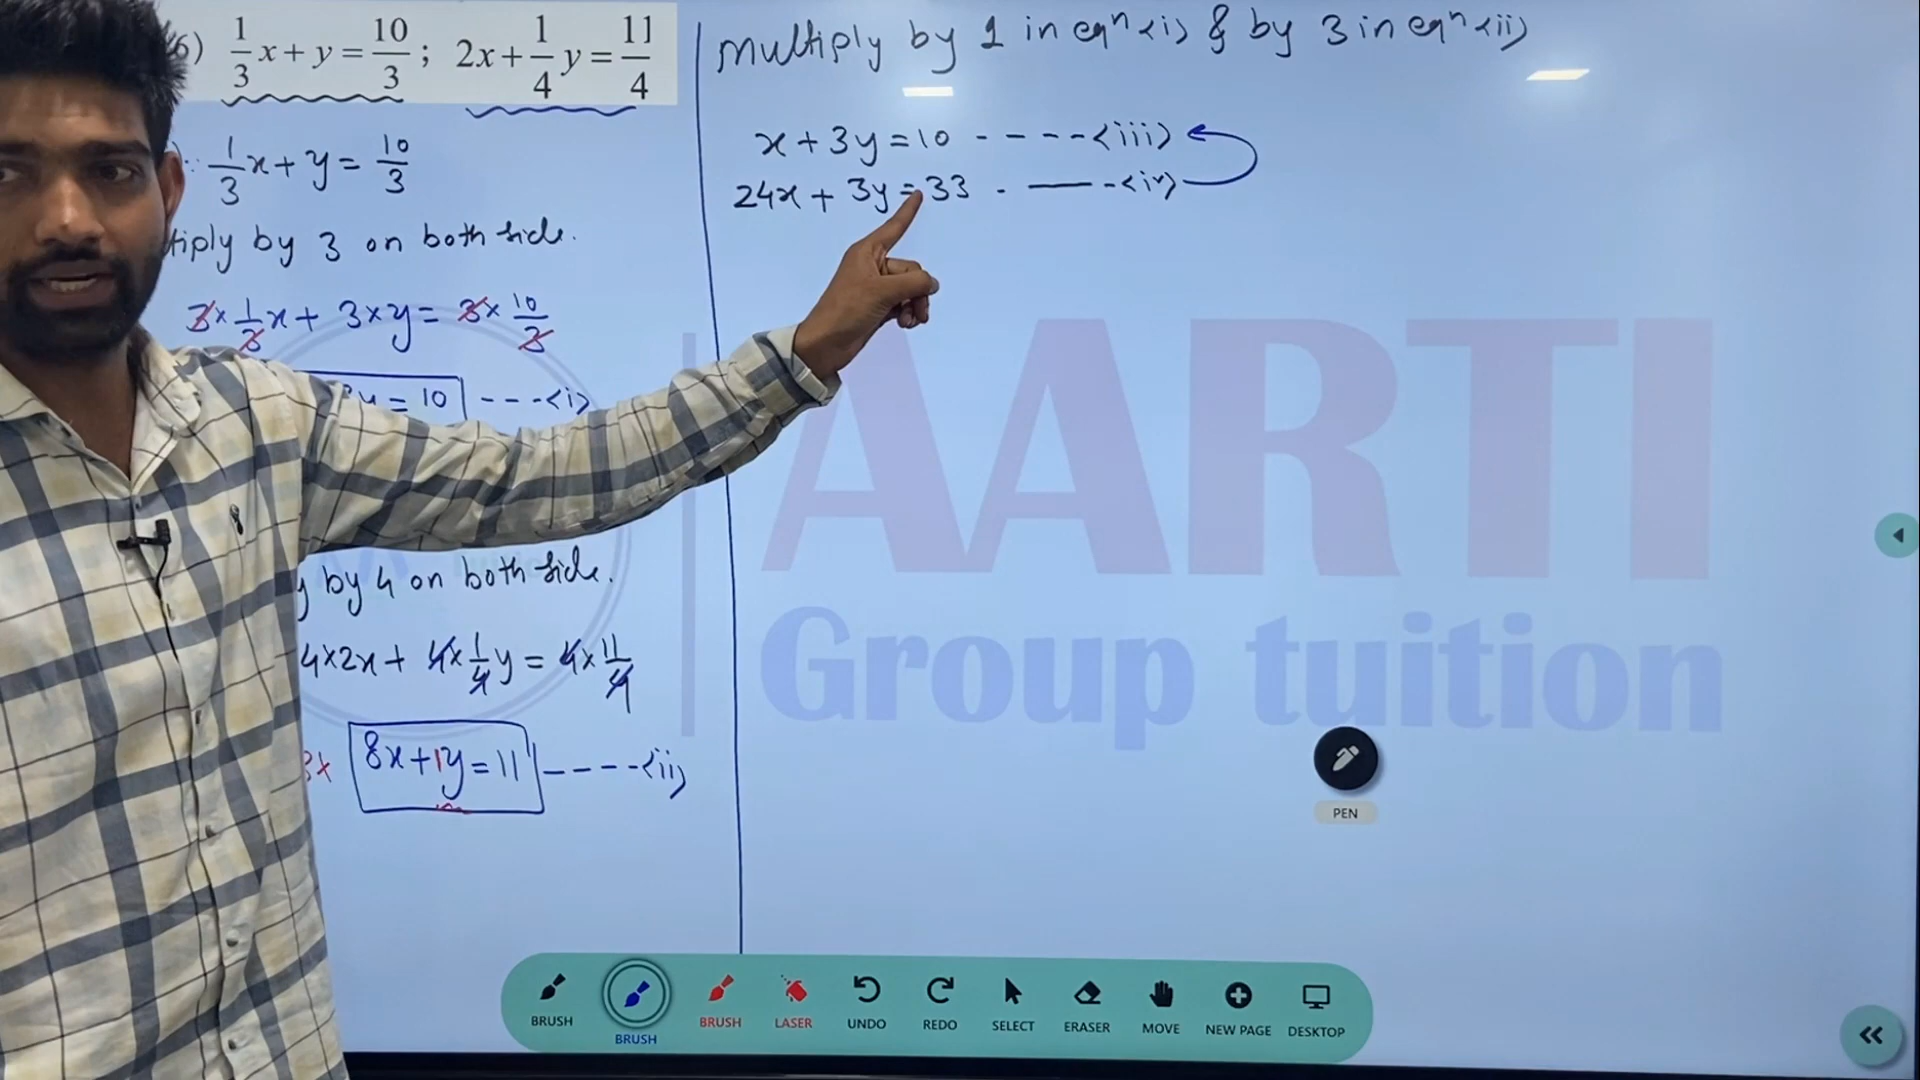 6) 1/3 x + y = 10/3 ; 2x + 1/4 y = 11/4
1/3 x + y = 10/3
by 3 on both side.
3 × 1/3 x + 3 × y = 3 × 10/3
= 10 ----<i>
by 4 on both side.
4×2x + 4 × 1/4 y = 4 × 11/4
8x+1y=11 ----<ii>
Multiply by 1 in eqⁿ <i> & by 3 in eqⁿ <ii>
x + 3y = 10 ----<iii>
24x + 3y = 33 - ----<iv>
AARTI
Group tuition
PEN
BRUSH
BRUSH
BRUSH
LASER
UNDO
REDO
SELECT
ERASER
MOVE
NEW PAGE
DESKTOP